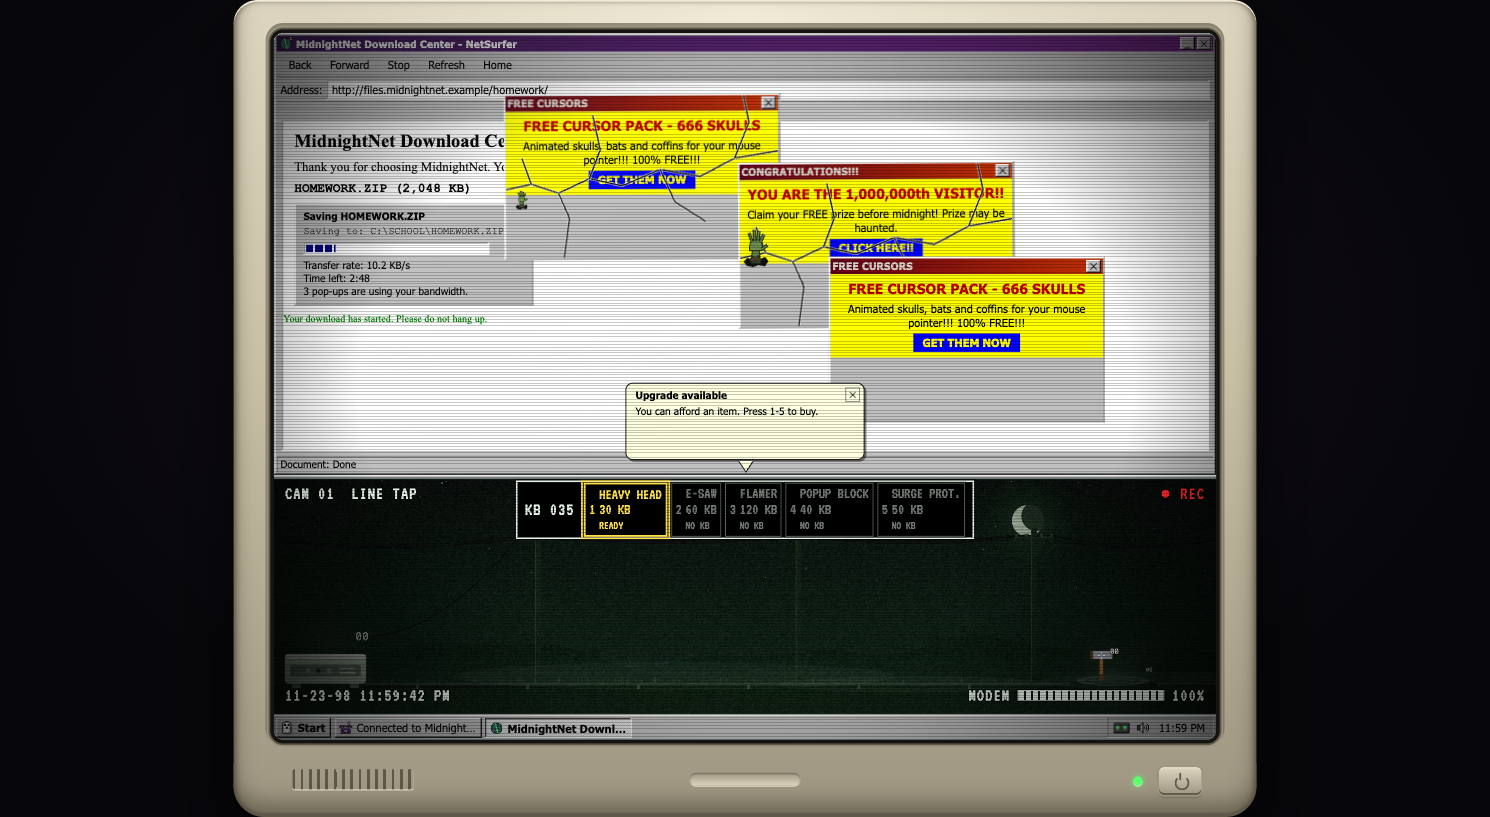 MidnightNet Download Center - NetSurfer
Back Forward Stop Refresh Home
Address: http://files.midnightnet.example/homework/
MidnightNet Download Ce
Thank you for choosing MidnightNet. Yo
HOMEWORK.ZIP (2,048 KB)
Saving HOMEWORK.ZIP
Saving to: C:\SCHOOL\HOMEWORK.ZIP
Transfer rate: 10.2 KB/s
Time left: 2:48
3 pop-ups are using your bandwidth.
Your download has started. Please do not hang up.
FREE CURSORS
FREE CURSOR PACK - 666 SKULLS
Animated skulls, bats and coffins for your mouse
pointer!!! 100% FREE!!!
GET THEM NOW
CONGRATULATIONS!!!
YOU ARE THE 1,000,000th VISITOR!!
Claim your FREE prize before midnight! Prize may be
haunted.
CLICK HERE!!
FREE CURSORS
FREE CURSOR PACK - 666 SKULLS
Animated skulls, bats and coffins for your mouse
pointer!!! 100% FREE!!!
GET THEM NOW
Upgrade available
You can afford an item. Press 1-5 to buy.
Document: Done
CAM 01 LINE TAP
KB 035
HEAVY HEAD
1 30 KB
READY
E-SAW
2 60 KB
NO KB
FLAMER
3 120 KB
NO KB
POPUP BLOCK
4 40 KB
NO KB
SURGE PROT.
5 50 KB
NO KB
REC
00
00
11-23-98 11:59:42 PM
MODEM 100%
Start
Connected to Midnight...
MidnightNet Downl...
11:59 PM